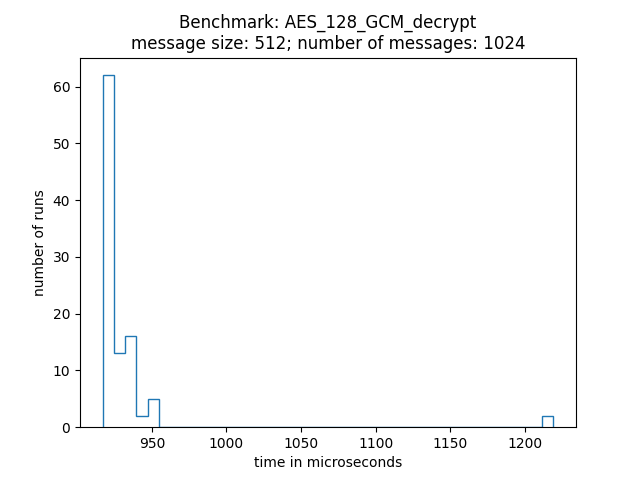 Benchmark: AES_128_GCM_decrypt
message size: 512; number of messages: 1024
60
50
40
30
20
10
0
number of runs
950 1000 1050 1100 1150 1200
time in microseconds